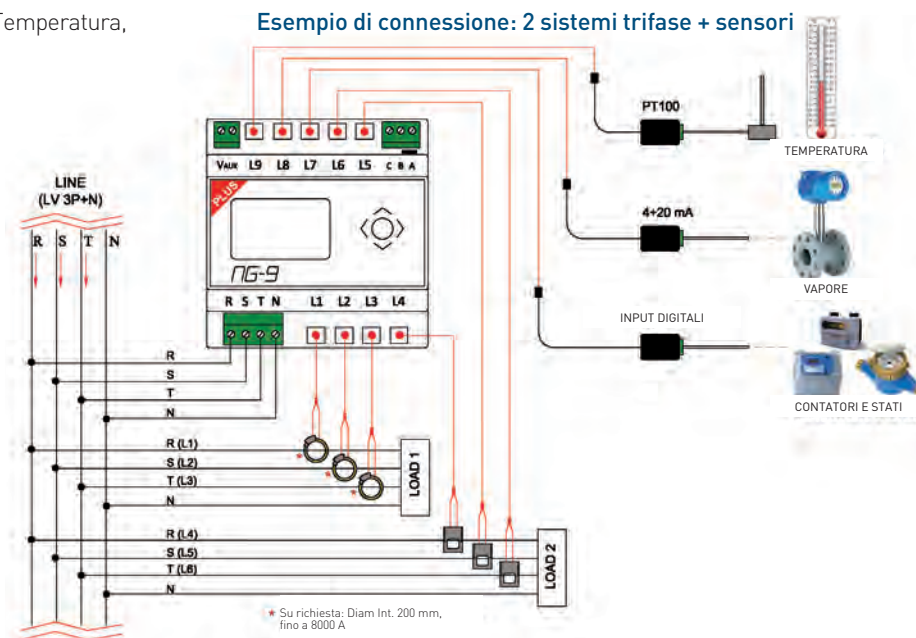 Temperatura,
Esempio di connessione: 2 sistemi trifase + sensori
PT100
TEMPERATURA
VAUX L9 L8 L7 L6 L5 C B A
PLUS
LINE
(LV 3P+N)
R S T N
4+20 mA
VAPORE
ПG-9
R S T N L1 L2 L3 L4
INPUT DIGITALI
CONTATORI E STATI
R
S
T
N
R (L1)
S (L2)
T (L3)
N
LOAD 1
*
*
*
R (L4)
S (L5)
T (L6)
N
LOAD 2
* Su richiesta: Diam Int. 200 mm,
fino a 8000 A